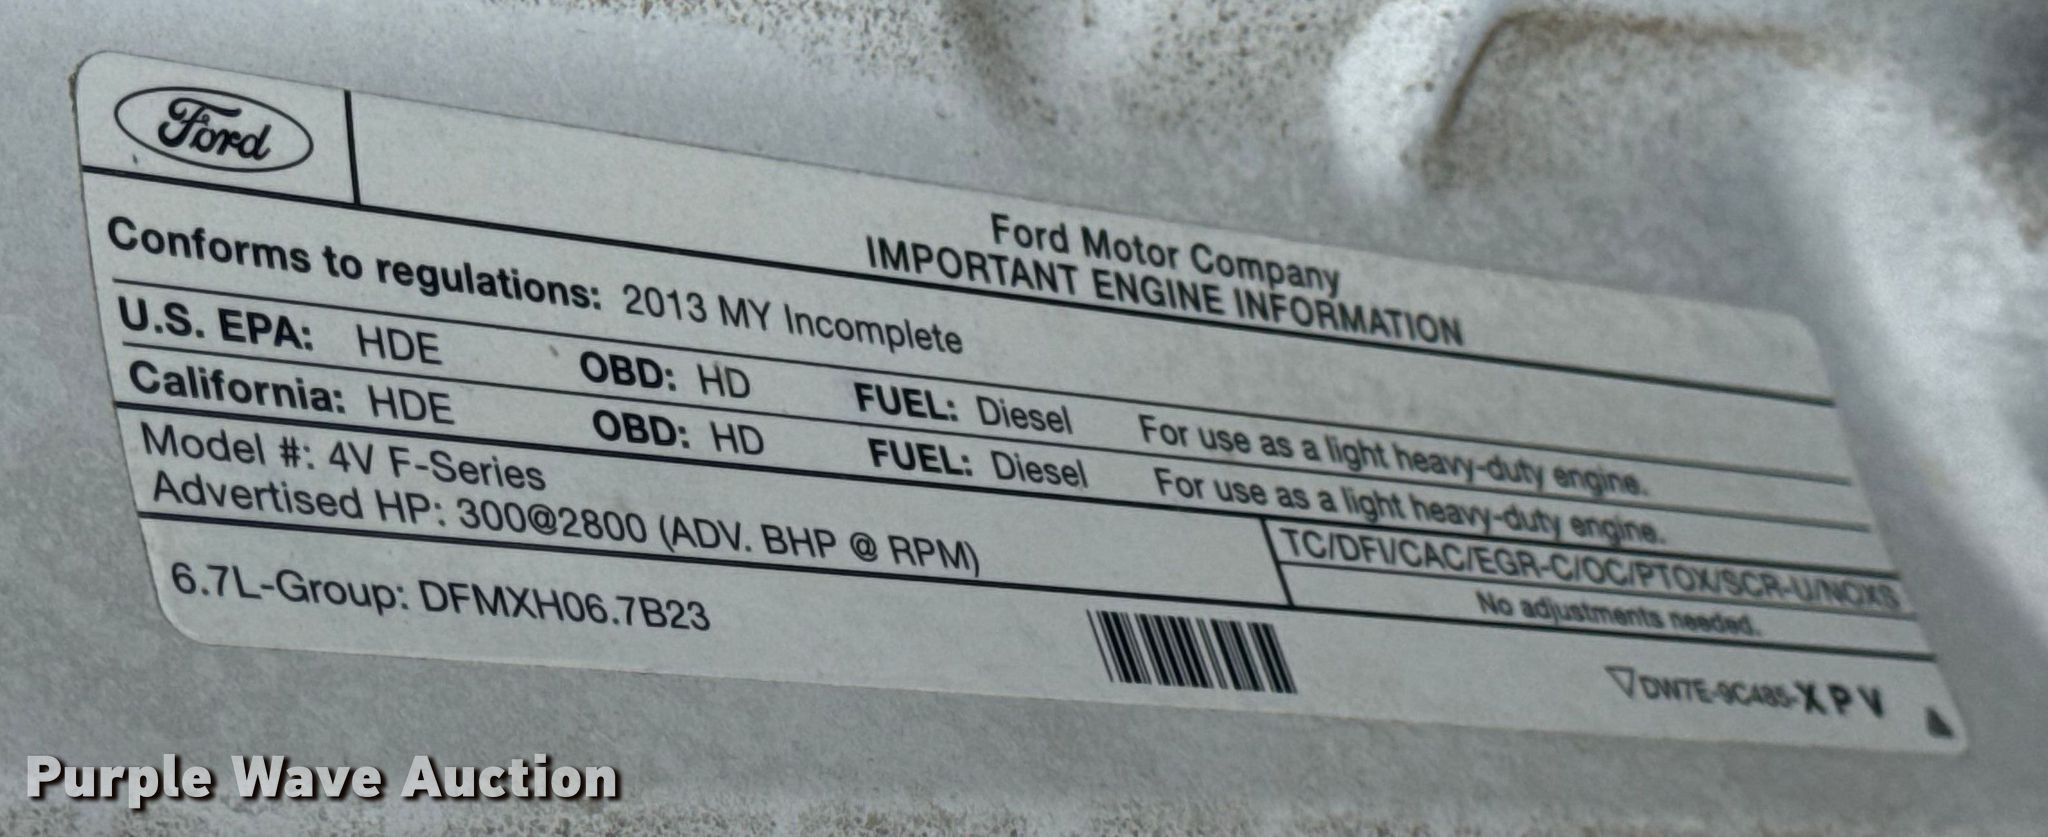 Ford
Ford Motor Company
IMPORTANT ENGINE INFORMATION
Conforms to regulations: 2013 MY Incomplete
U.S. EPA: HDE OBD: HD FUEL: Diesel For use as a light heavy-duty engine.
California: HDE OBD: HD FUEL: Diesel For use as a light heavy-duty engine.
Model #: 4V F-Series
Advertised HP: 300@2800 (ADV. BHP @ RPM)
TC/DFI/CAC/EGR-C/OC/PTOX/SCR-U/NOXS
No adjustments needed.
6.7L-Group: DFMXH06.7B23
DW7E-9C485-XPV
Purple Wave Auction